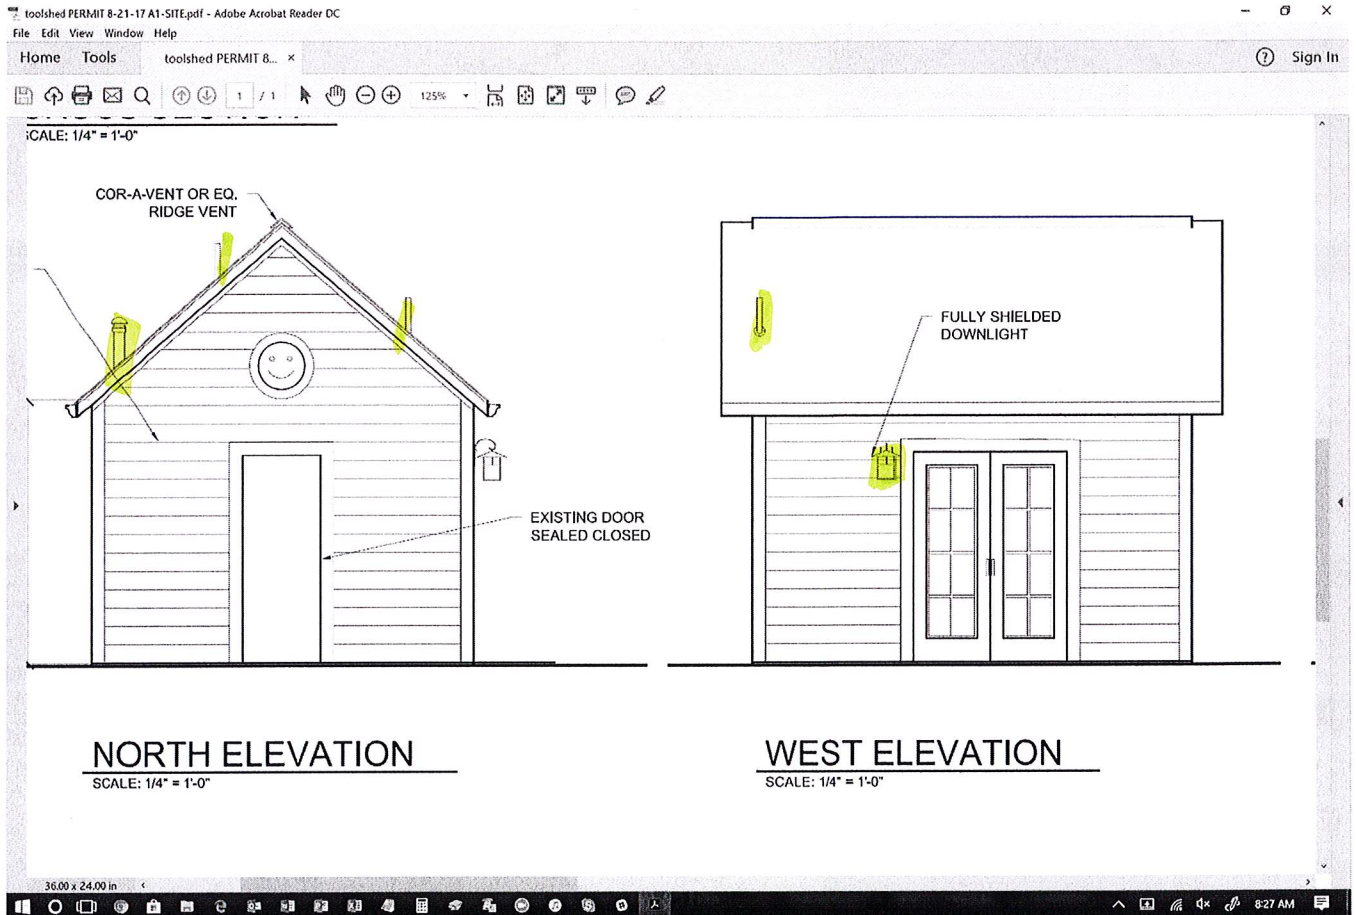 toolshed PERMIT 8-21-17 A1-SITE.pdf - Adobe Acrobat Reader DC
File Edit View Window Help
Home Tools toolshed PERMIT 8... × ? Sign In
1 / 1 125%
SCALE: 1/4" = 1'-0"
COR-A-VENT OR EQ.
RIDGE VENT
EXISTING DOOR
SEALED CLOSED
NORTH ELEVATION
SCALE: 1/4" = 1'-0"
FULLY SHIELDED
DOWNLIGHT
WEST ELEVATION
SCALE: 1/4" = 1'-0"
36.00 x 24.00 in
8:27 AM